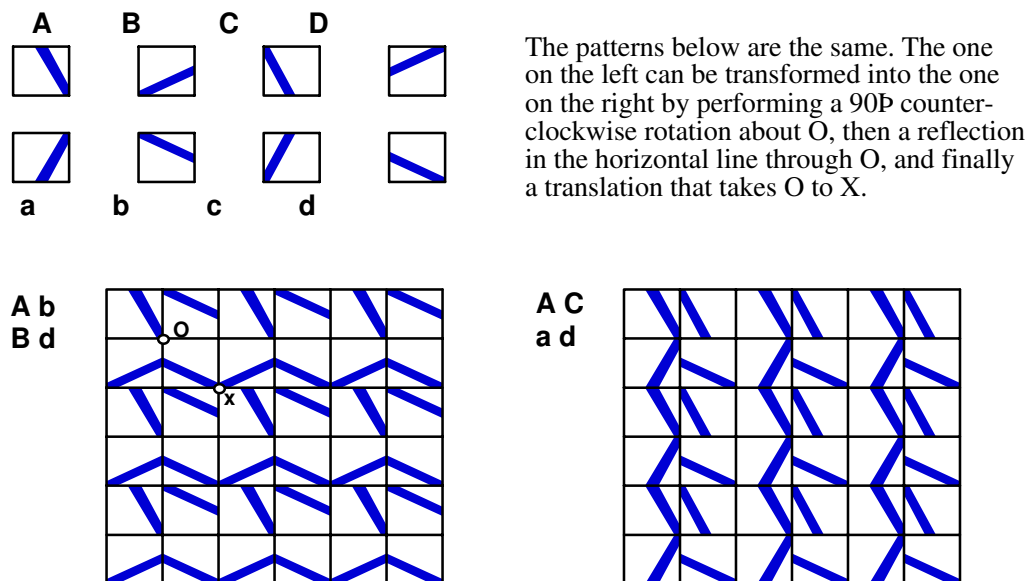 A B C D
The patterns below are the same. The one
on the left can be transformed into the one
on the right by performing a 90Þ counter-
clockwise rotation about O, then a reflection
in the horizontal line through O, and finally
a translation that takes O to X.
a b c d
A b
B d
O
x
A C
a d